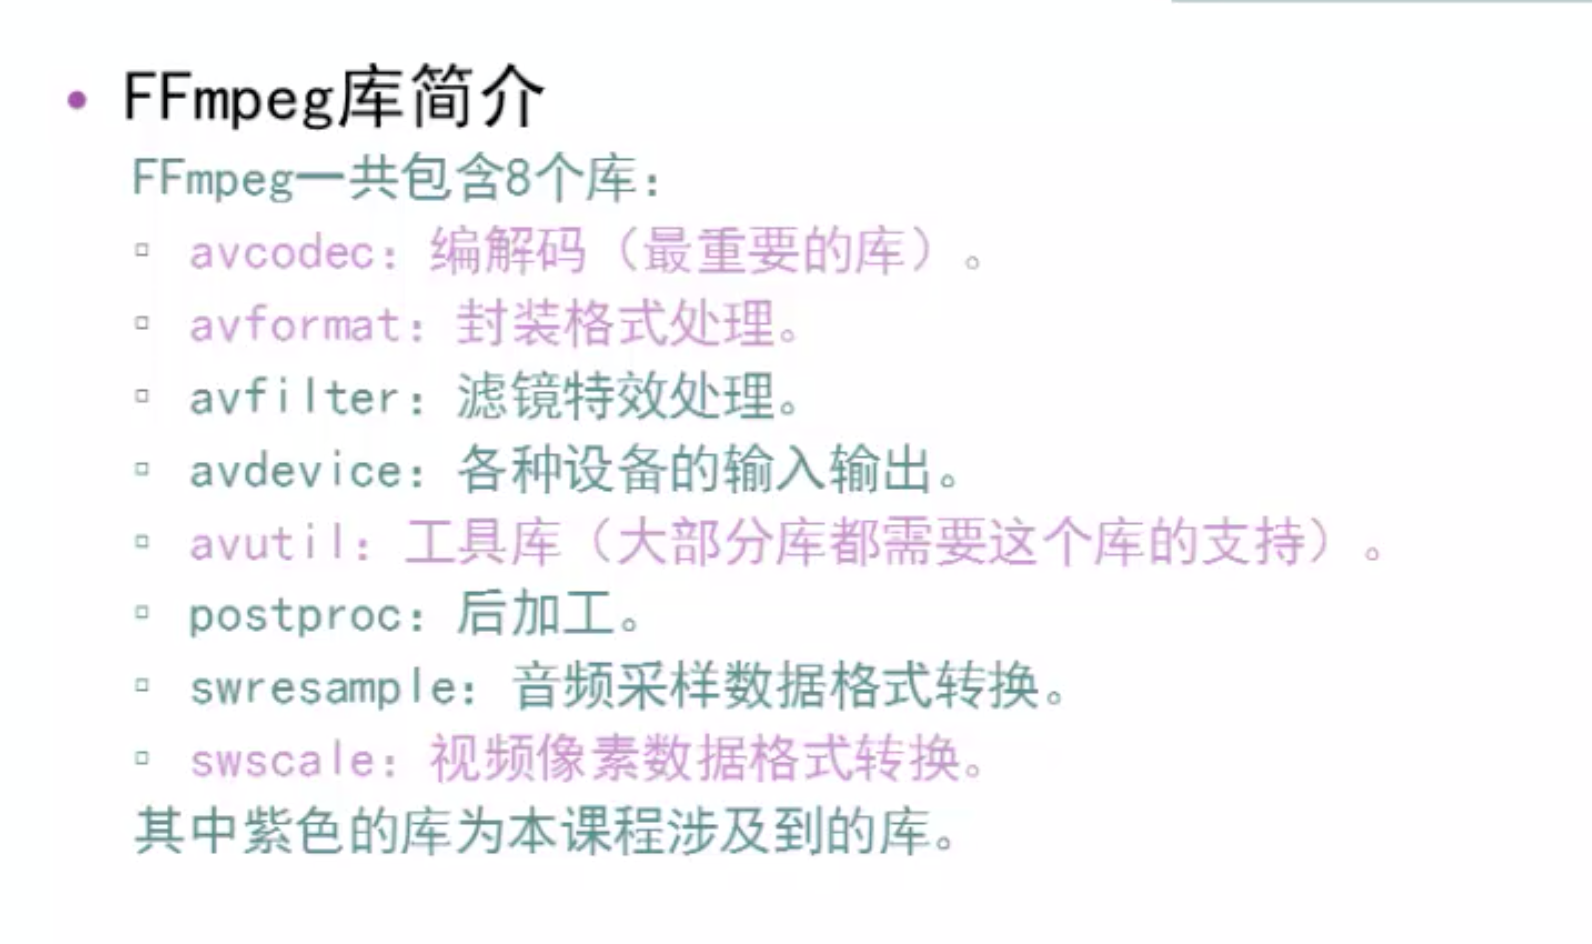 FFmpeg库简介
FFmpeg一共包含8个库：
avcodec：编解码（最重要的库）。
avformat：封装格式处理。
avfilter：滤镜特效处理。
avdevice：各种设备的输入输出。
avutil：工具库（大部分库都需要这个库的支持）。
postproc：后加工。
swresample：音频采样数据格式转换。
swscale：视频像素数据格式转换。
其中紫色的库为本课程涉及到的库。